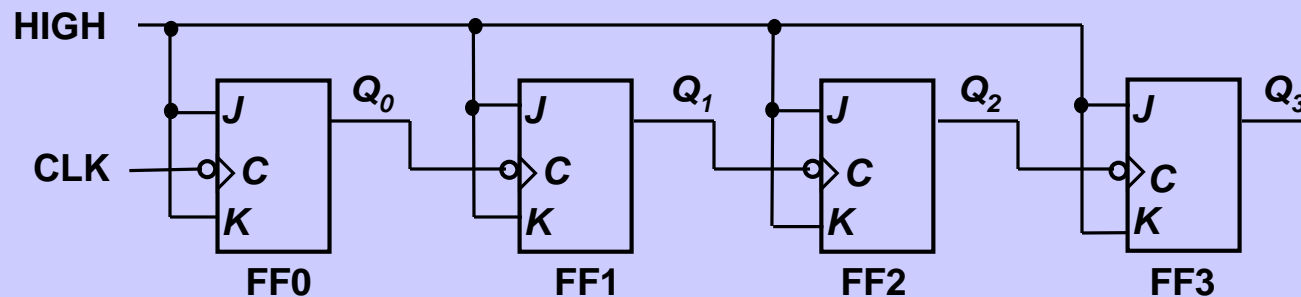 HIGH
Q0 Q1 Q2 Q3
J J J J
CLK C C C C
K K K K
FF0 FF1 FF2 FF3